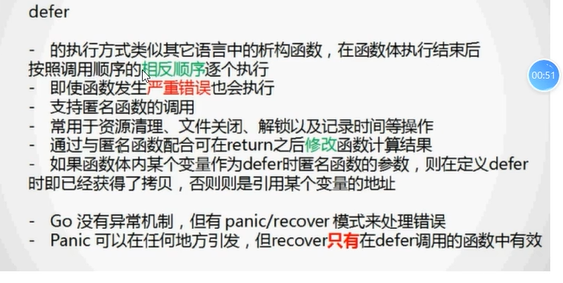 defer
- 的执行方式类似其它语言中的析构函数，在函数体执行结束后
按照调用顺序的相反顺序逐个执行
- 即使函数发生严重错误也会执行
- 支持匿名函数的调用
- 常用于资源清理、文件关闭、解锁以及记录时间等操作
- 通过与匿名函数配合可在return之后修改函数计算结果
- 如果函数体内某个变量作为defer时匿名函数的参数，则在定义defer
时即已经获得了拷贝，否则则是引用某个变量的地址
- Go 没有异常机制，但有 panic/recover 模式来处理错误
- Panic 可以在任何地方引发，但recover只有在defer调用的函数中有效
00:51